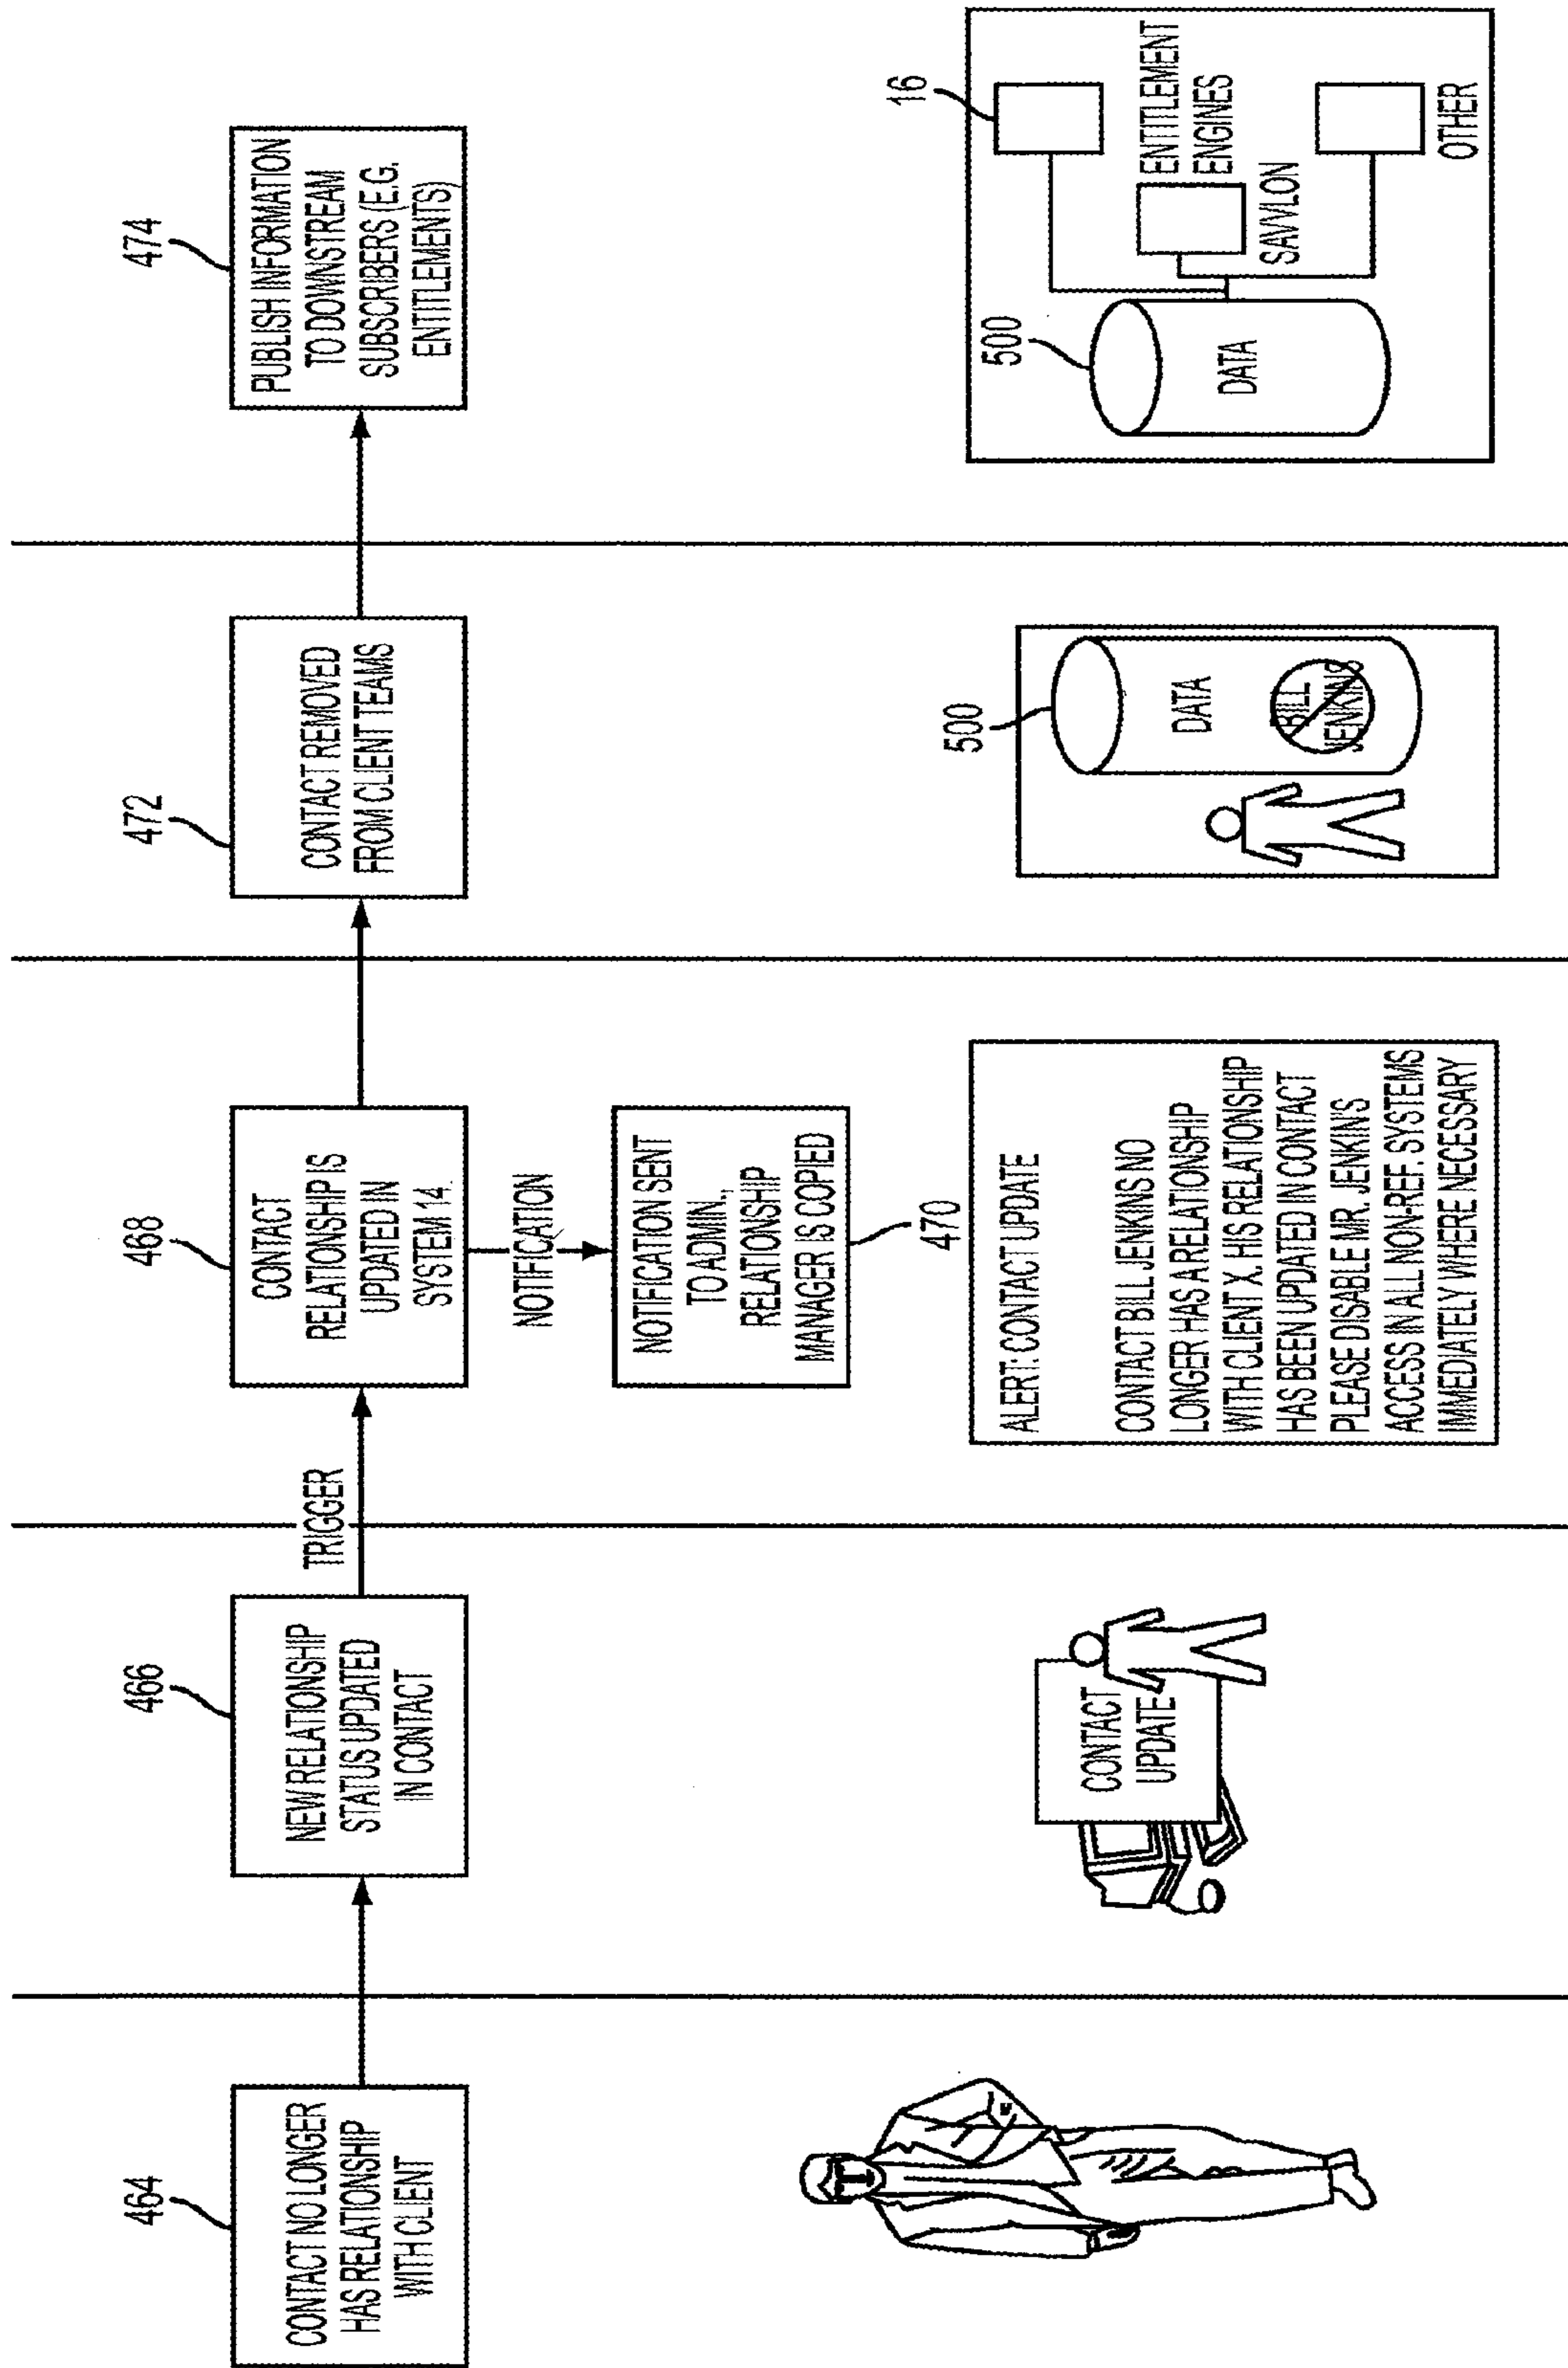 464
CONTACT NO LONGER
HAS RELATIONSHIP
WITH CLIENT
466
NEW RELATIONSHIP
STATUS UPDATED
IN CONTACT
CONTACT
UPDATE
TRIGGER
468
CONTACT
RELATIONSHIP IS
UPDATED IN
SYSTEM 14.
NOTIFICATION
NOTIFICATION SENT
TO ADMIN.,
RELATIONSHIP
MANAGER IS COPIED
470
ALERT: CONTACT UPDATE
CONTACT BILL JENKINS NO
LONGER HAS A RELATIONSHIP
WITH CLIENT X. HIS RELATIONSHIP
HAS BEEN UPDATED IN CONTACT
PLEASE DISABLE MR. JENKIN'S
ACCESS IN ALL NON-REF. SYSTEMS
IMMEDIATELY WHERE NECESSARY
472
CONTACT REMOVED
FROM CLIENT TEAMS
500
DATA
BILL
JENKINS
474
PUBLISH INFORMATION
TO DOWNSTREAM
SUBSCRIBERS (E.G.
ENTITLEMENTS)
500
DATA
16
ENTITLEMENT
ENGINES
SAVVLON
OTHER